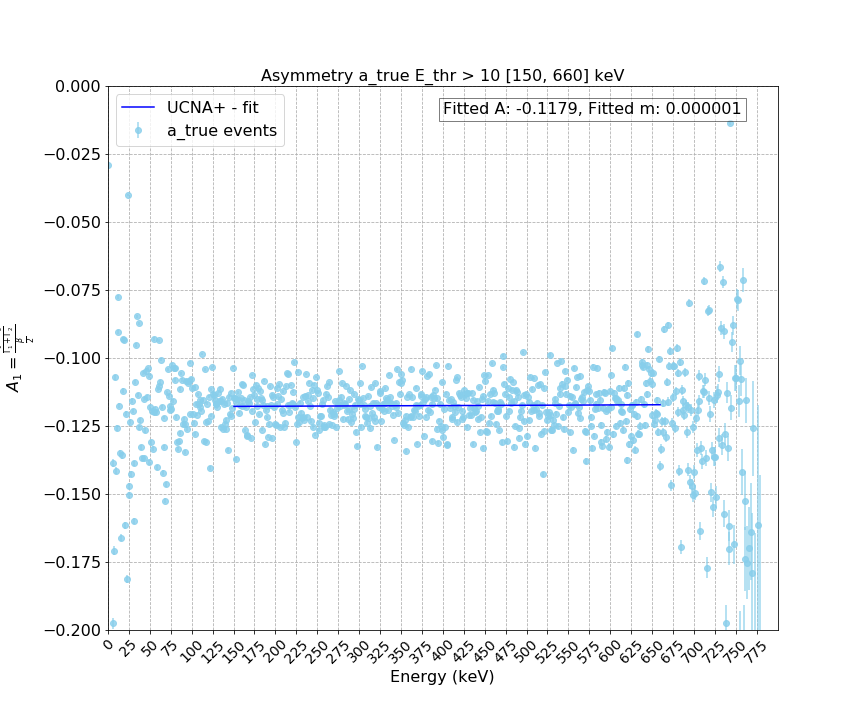 Asymmetry a_true E_thr > 10 [150, 660] keV
UCNA+ - fit
a_true events
Fitted A: -0.1179, Fitted m: 0.000001
0.000
−0.025
−0.050
−0.075
−0.100
−0.125
−0.150
−0.175
−0.200
0 25 50 75 100 125 150 175 200 225 250 275 300 325 350 375 400 425 450 475 500 525 550 575 600 625 650 675 700 725 750 775
Energy (keV)